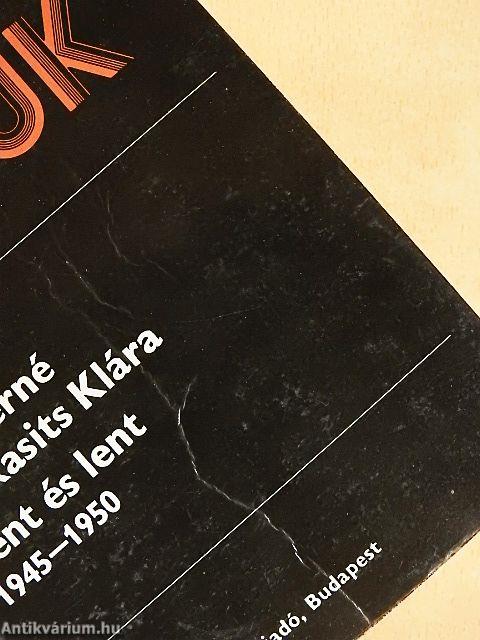 UK
erné
kasits Klára
ent és lent
1945—1950
iadó, Budapest
Antikvárium.hu